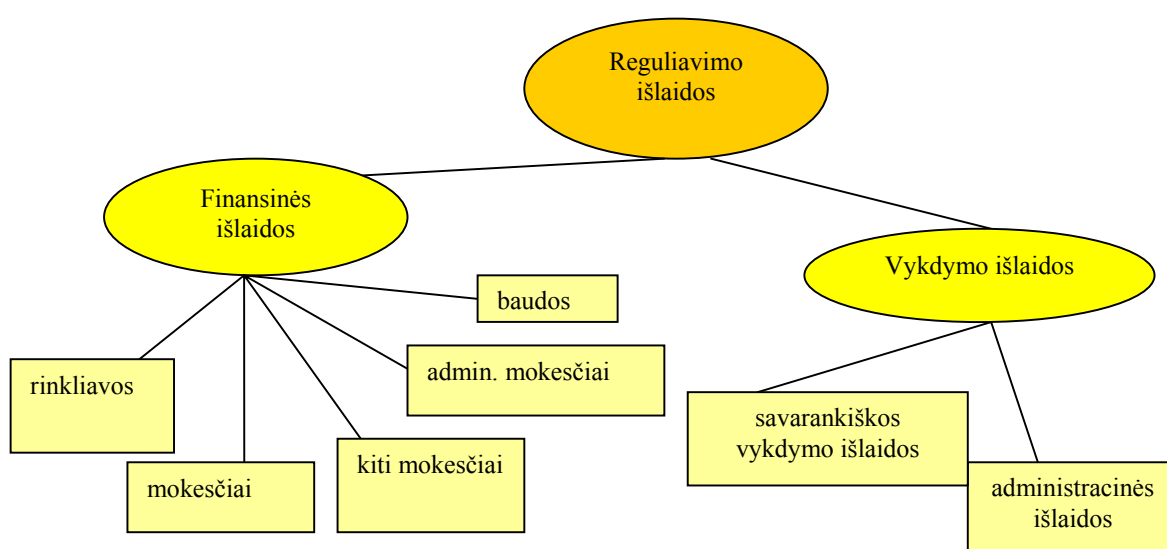 Reguliavimo
išlaidos
Finansinės
išlaidos
Vykdymo išlaidos
baudos
admin. mokesčiai
rinkliavos
kiti mokesčiai
mokesčiai
savarankiškos
vykdymo išlaidos
administracinės
išlaidos